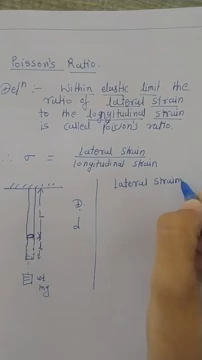 Poisson's Ratio.
Defn :- Within elastic limit the
ratio of lateral strain
to the longitudinal strain
is called poison's ratio.
∴ σ = Lateral Strain
longitudinal strain
Lateral Strain
D
d
mg